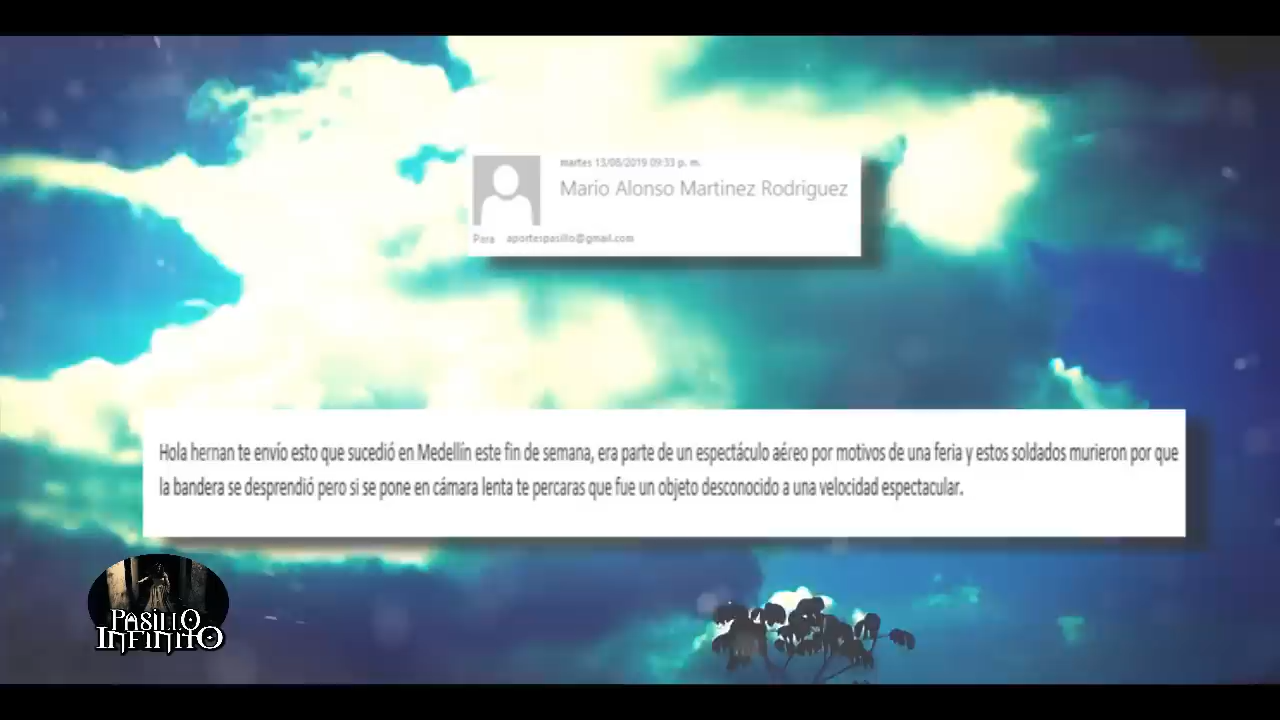 martes 13/08/2019 09:33 p. m.
Mario Alonso Martinez Rodriguez
Para aportespasillo@gmail.com
Hola hernan te envío esto que sucedió en Medellín este fin de semana, era parte de un espectáculo aéreo por motivos de una feria y estos soldados murieron por que
la bandera se desprendió pero si se pone en cámara lenta te percaras que fue un objeto desconocido a una velocidad espectacular.
PASILLO
INFINITO